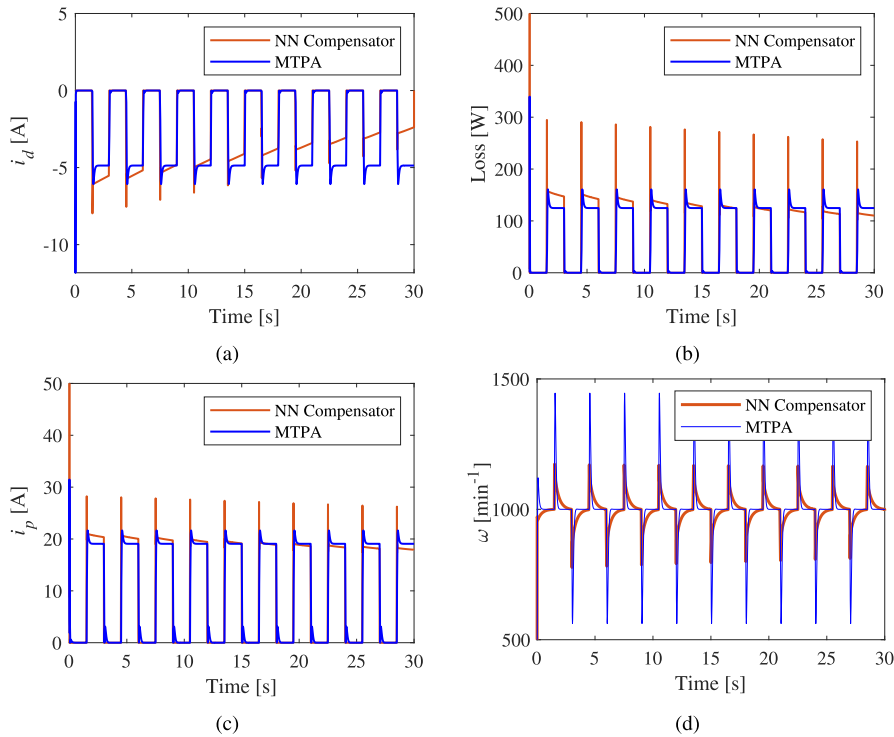 5
0
-5
-10
i_d [A]
0 5 10 15 20 25 30
Time [s]
NN Compensator
MTPA
(a)
500
400
300
200
100
0
Loss [W]
0 5 10 15 20 25 30
Time [s]
NN Compensator
MTPA
(b)
50
40
30
20
10
0
i_p [A]
0 5 10 15 20 25 30
Time [s]
NN Compensator
MTPA
(c)
1500
1000
500
ω [min⁻¹]
0 5 10 15 20 25 30
Time [s]
NN Compensator
MTPA
(d)